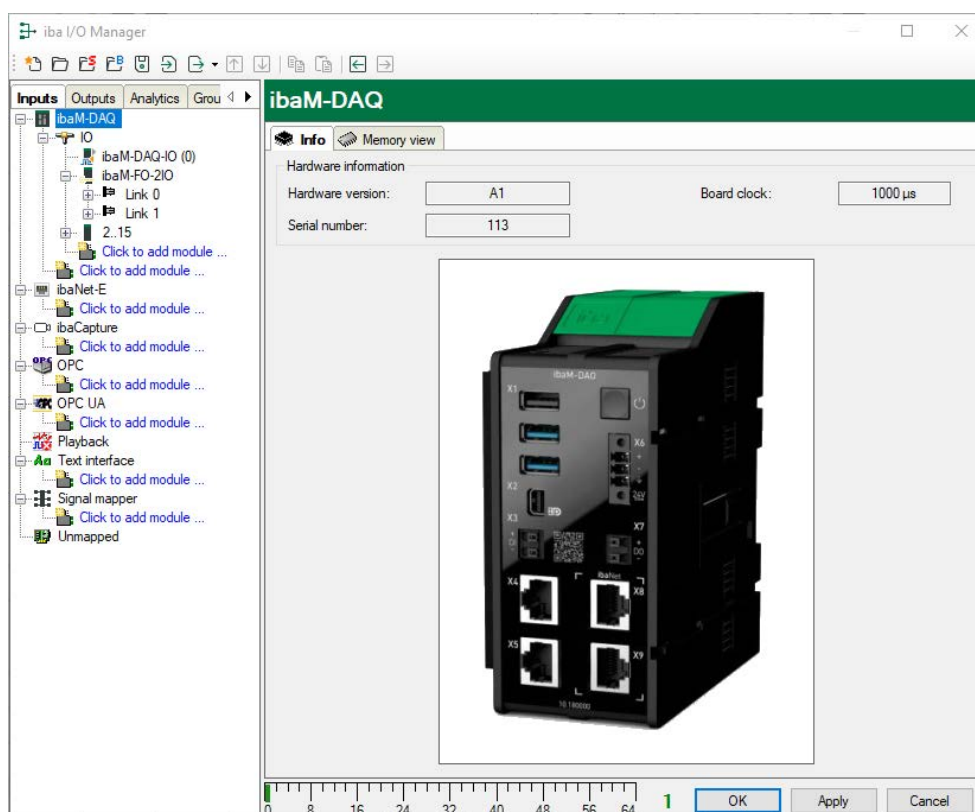 iba I/O Manager
Inputs Outputs Analytics Grou
ibaM-DAQ
IO
ibaM-DAQ-IO (0)
ibaM-FO-2IO
Link 0
Link 1
2..15
Click to add module ...
Click to add module ...
ibaNet-E
Click to add module ...
ibaCapture
Click to add module ...
OPC
OPC
Click to add module ...
OPC UA
Click to add module ...
Playback
Aa Text interface
Click to add module ...
Signal mapper
Click to add module ...
Unmapped
ibaM-DAQ
Info Memory view
Hardware information
Hardware version: A1 Board clock: 1000 µs
Serial number: 113
ibaM-DAQ
X1
X6
+
-
X2
24V
X3
X7
+
DO
-
ibaNet
X4
X8
X5
X9
10.180000
0 8 16 24 32 40 48 56 64
1 OK Apply Cancel